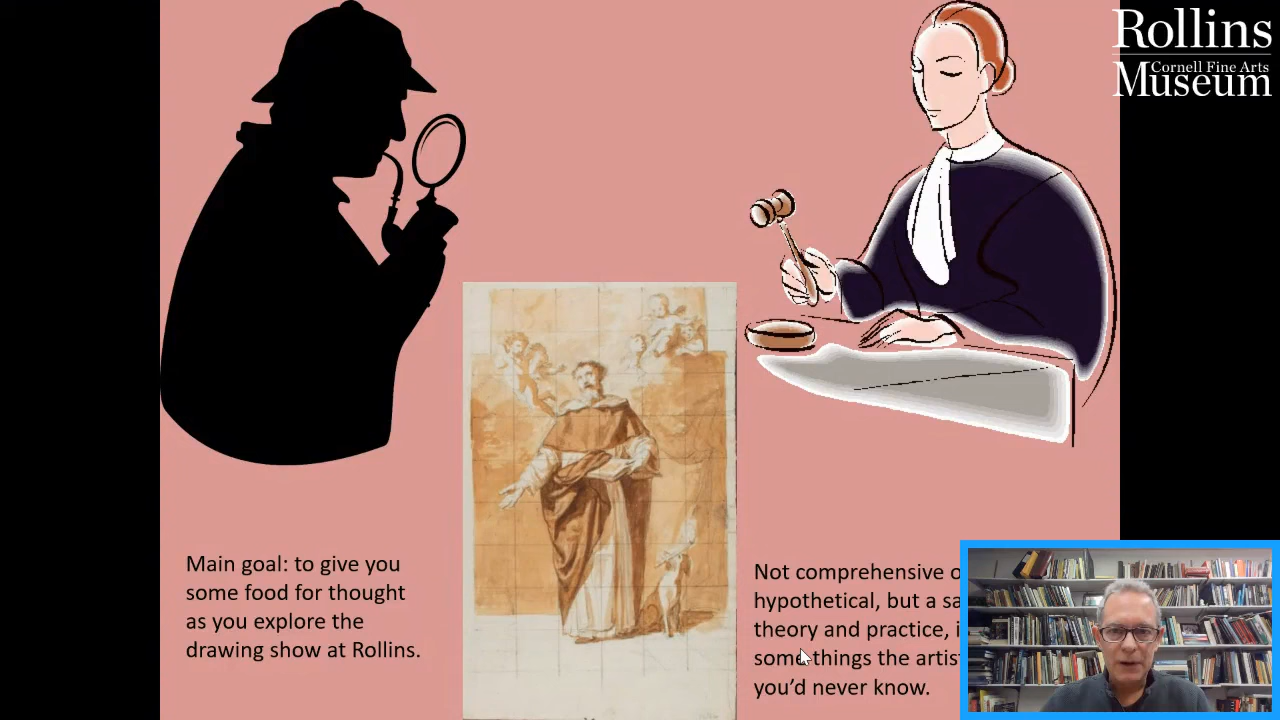 Rollins
Cornell Fine Arts
Museum
Main goal: to give you
some food for thought
as you explore the
drawing show at Rollins.
Not comprehensive
hypothetical, but a
theory and practice,
some things the
you'd never know.